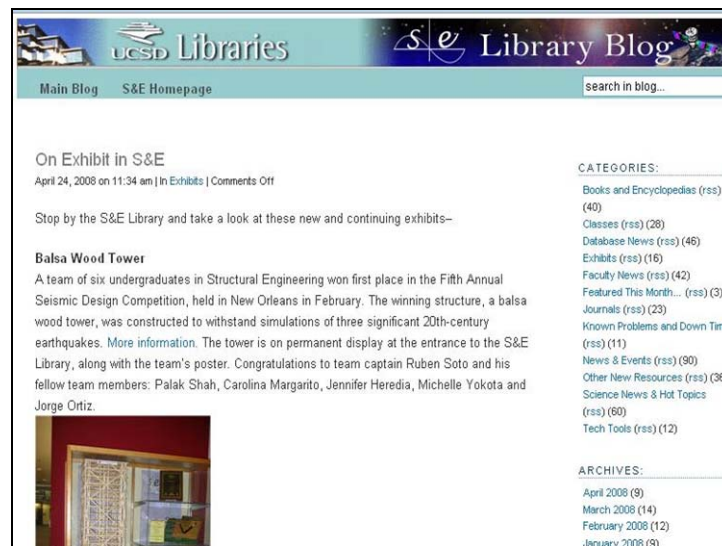 UCSD Libraries
S&E Library Blog
Main Blog S&E Homepage
search in blog...
On Exhibit in S&E
April 24, 2008 on 11:34 am | In Exhibits | Comments Off
Stop by the S&E Library and take a look at these new and continuing exhibits–
Balsa Wood Tower
A team of six undergraduates in Structural Engineering won first place in the Fifth Annual
Seismic Design Competition, held in New Orleans in February. The winning structure, a balsa
wood tower, was constructed to withstand simulations of three significant 20th-century
earthquakes. More information. The tower is on permanent display at the entrance to the S&E
Library, along with the team's poster. Congratulations to team captain Ruben Soto and his
fellow team members: Palak Shah, Carolina Margarito, Jennifer Heredia, Michelle Yokota and
Jorge Ortiz.
CATEGORIES:
Books and Encyclopedias (rss)
(40)
Classes (rss) (28)
Database News (rss) (46)
Exhibits (rss) (16)
Faculty News (rss) (42)
Featured This Month... (rss) (3)
Journals (rss) (23)
Known Problems and Down Tim
(rss) (11)
News & Events (rss) (90)
Other New Resources (rss) (36
Science News & Hot Topics
(rss) (60)
Tech Tools (rss) (12)
ARCHIVES:
April 2008 (9)
March 2008 (14)
February 2008 (12)
January 2008 (9)